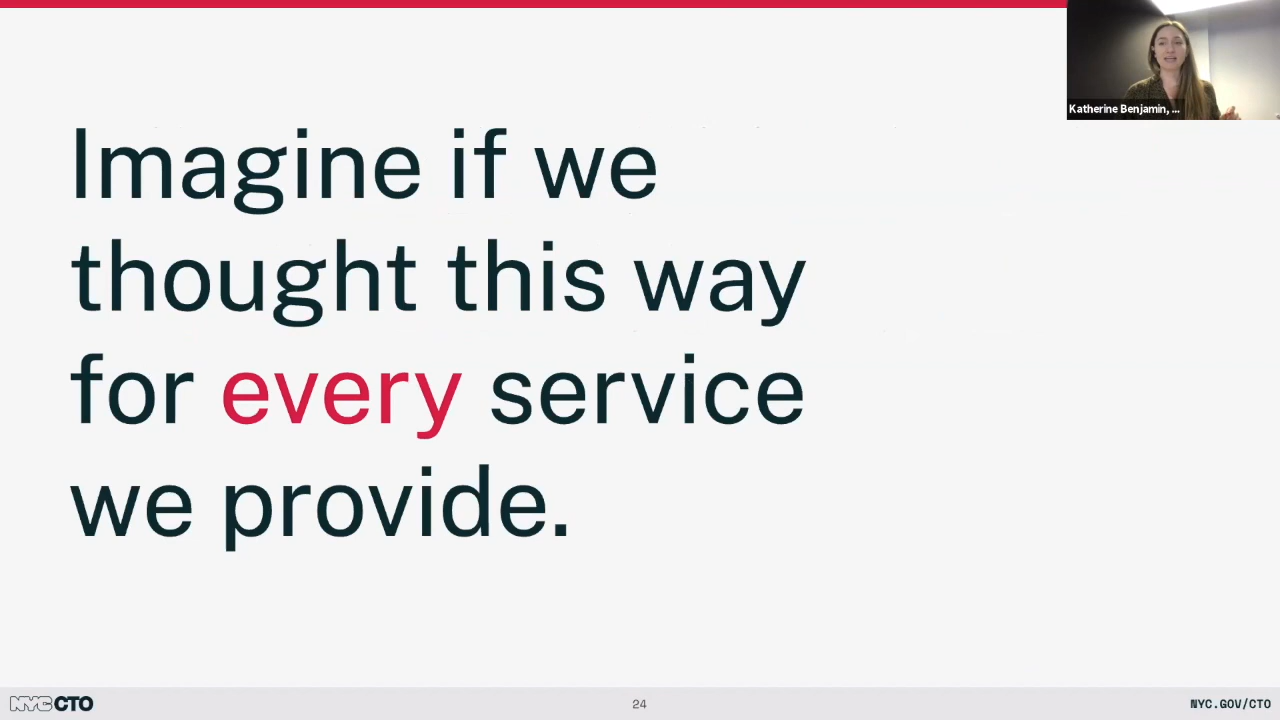 Katherine Benjamin, ...
Imagine if we
thought this way
for every service
we provide.
NYC CTO
24
NYC.GOV/CTO